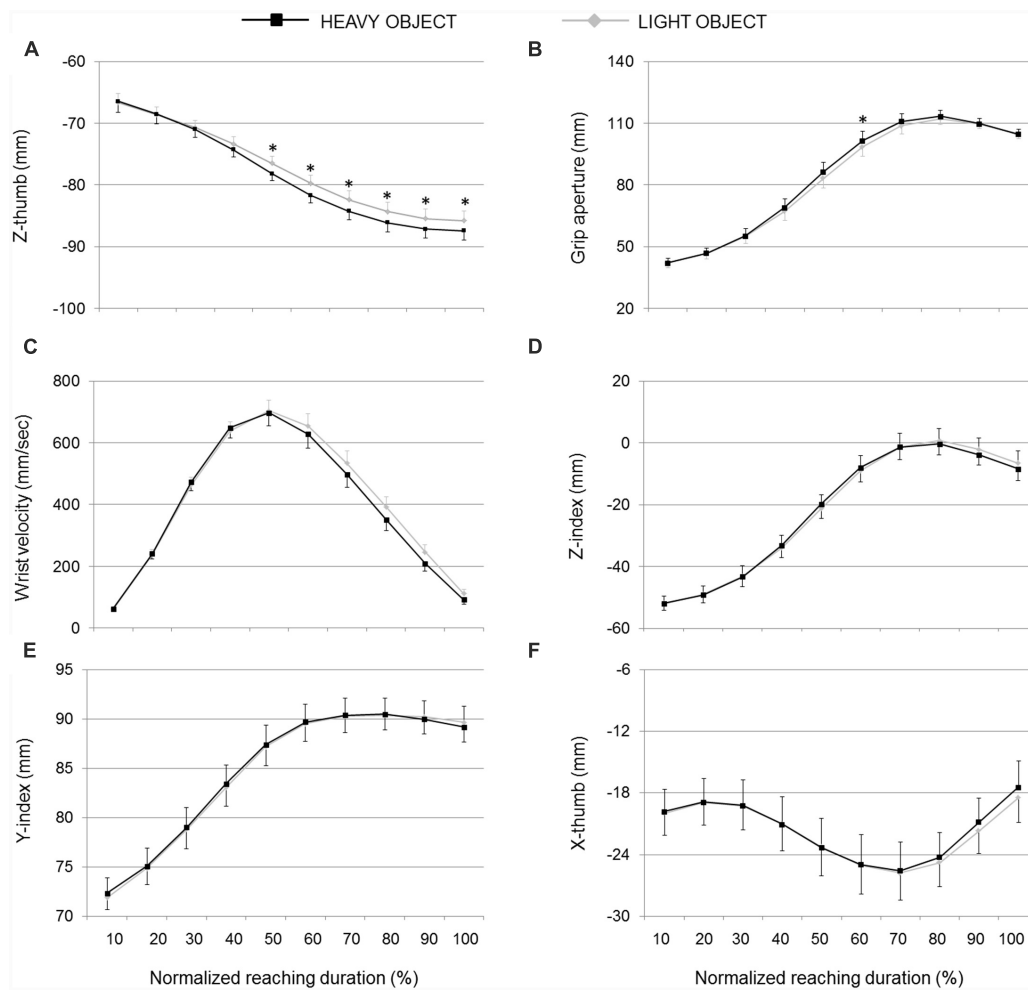 HEAVY OBJECT LIGHT OBJECT
A
Z-thumb (mm)
-60
-70
-80
-90
-100
* * * * * *
B
Grip aperture (mm)
140
110
80
50
20
*
C
Wrist velocity (mm/sec)
800
600
400
200
0
D
Z-index (mm)
20
0
-20
-40
-60
E
Y-index (mm)
95
90
85
80
75
70
10 20 30 40 50 60 70 80 90 100
Normalized reaching duration (%)
F
X-thumb (mm)
-6
-12
-18
-24
-30
10 20 30 40 50 60 70 80 90 100
Normalized reaching duration (%)